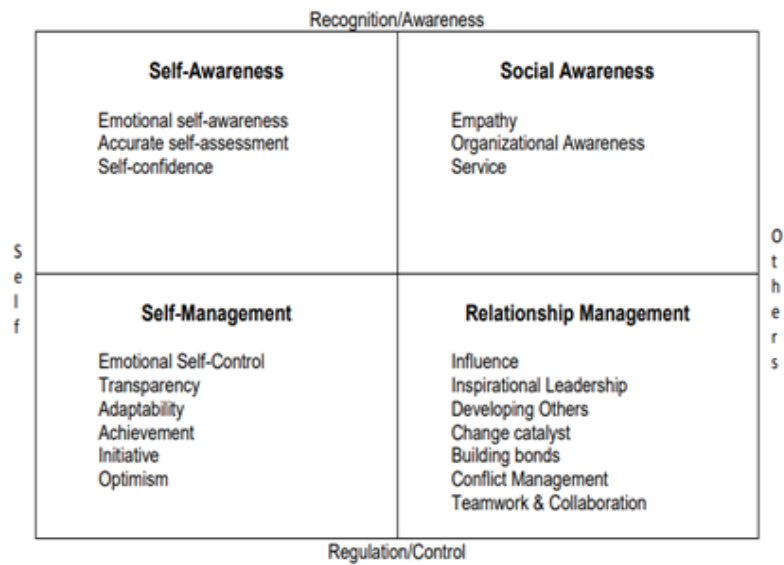 Recognition/Awareness
Self-Awareness
Emotional self-awareness
Accurate self-assessment
Self-confidence
Social Awareness
Empathy
Organizational Awareness
Service
Self
Others
Self-Management
Emotional Self-Control
Transparency
Adaptability
Achievement
Initiative
Optimism
Relationship Management
Influence
Inspirational Leadership
Developing Others
Change catalyst
Building bonds
Conflict Management
Teamwork & Collaboration
Regulation/Control